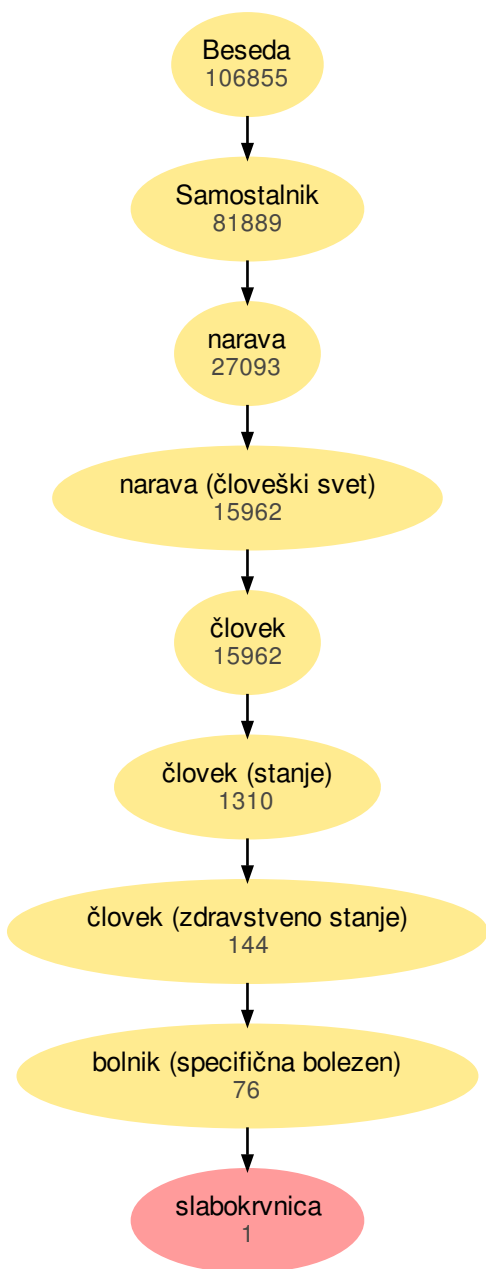 Beseda
106855
Samostalnik
81889
narava
27093
narava (človeški svet)
15962
človek
15962
človek (stanje)
1310
človek (zdravstveno stanje)
144
bolnik (specifična bolezen)
76
slabokrvnica
1